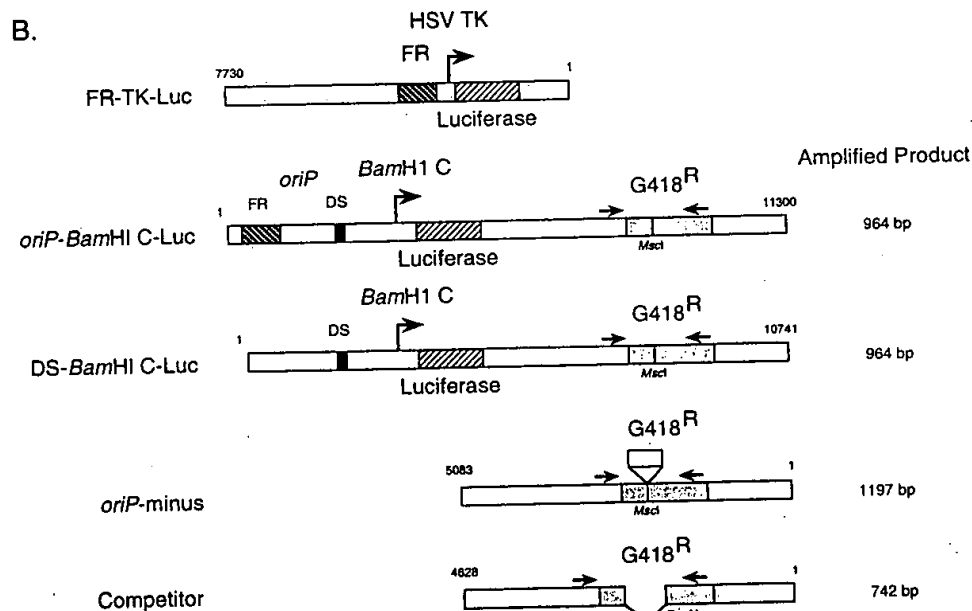 B.
HSV TK
FR
7730
1
FR-TK-Luc
Luciferase
Amplified Product
oriP
BamH1 C
G418R
1
FR
DS
11300
oriP-BamHI C-Luc
964 bp
MscI
Luciferase
BamH1 C
G418R
1
DS
10741
DS-BamHI C-Luc
964 bp
MscI
Luciferase
G418R
5083
1
oriP-minus
1197 bp
MscI
G418R
4628
1
Competitor
742 bp